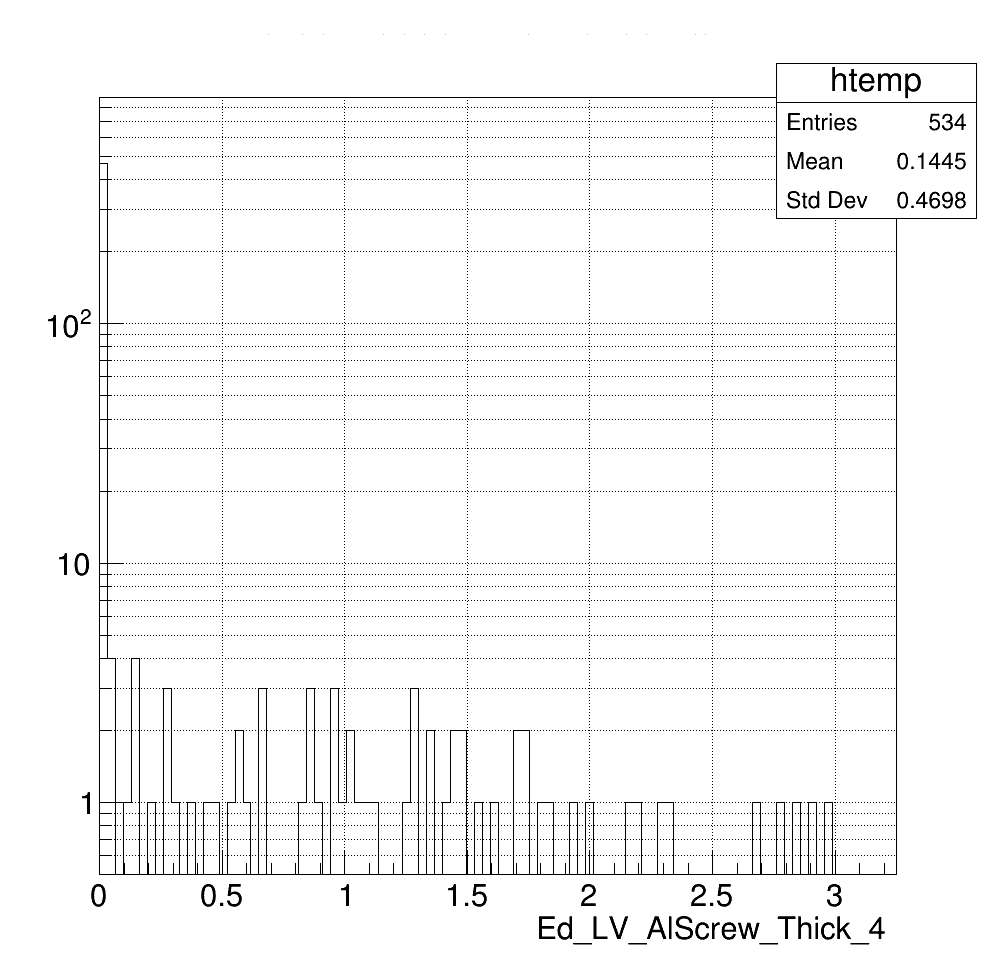 htemp
Entries 534
Mean 0.1445
Std Dev 0.4698
10²
10
1
0 0.5 1 1.5 2 2.5 3
Ed_LV_AlScrew_Thick_4